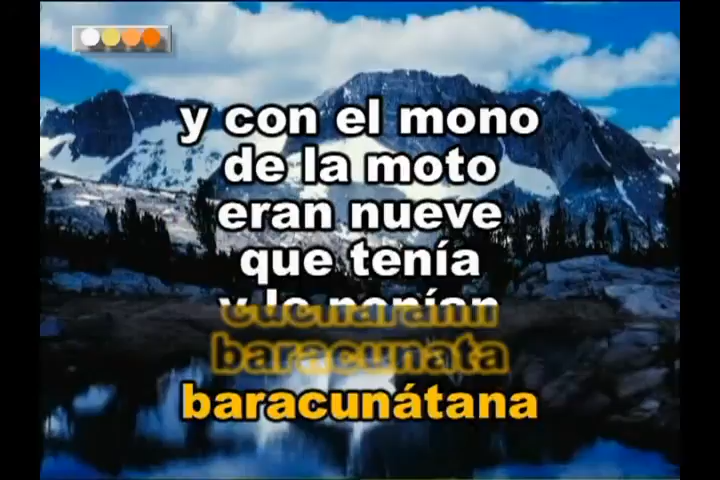 y con el mono
de la moto
eran nueve
que tenía
baracunata
baracunátana